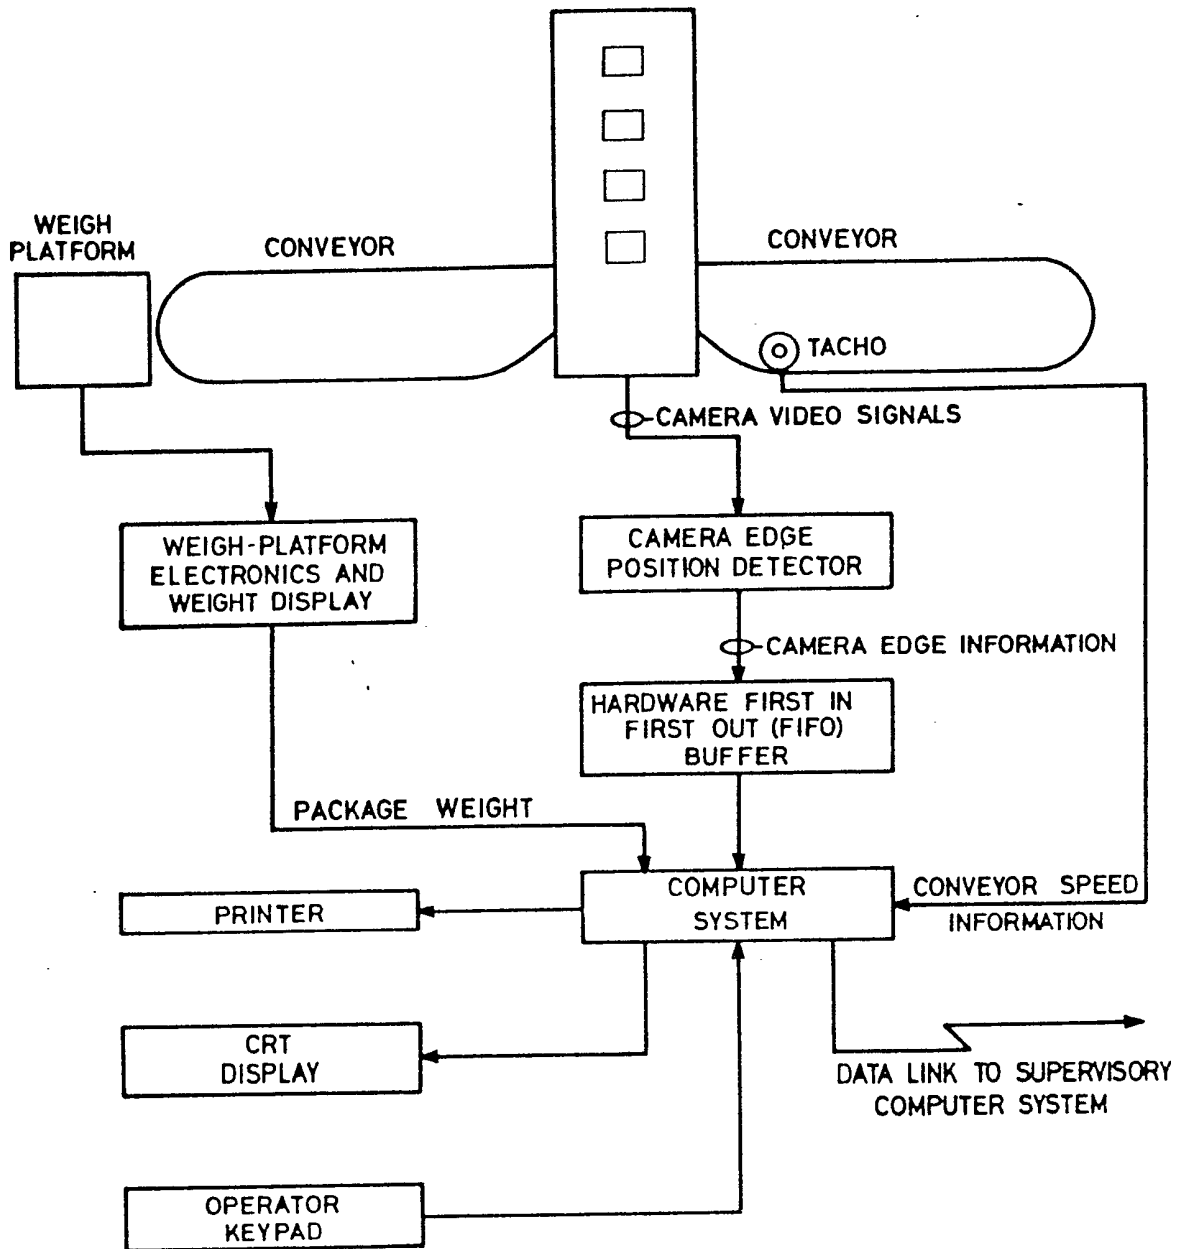 WEIGH
PLATFORM
CONVEYOR
CONVEYOR
TACHO
CAMERA VIDEO SIGNALS
WEIGH-PLATFORM
ELECTRONICS AND
WEIGHT DISPLAY
CAMERA EDGE
POSITION DETECTOR
CAMERA EDGE INFORMATION
HARDWARE FIRST IN
FIRST OUT (FIFO)
BUFFER
PACKAGE WEIGHT
COMPUTER
SYSTEM
CONVEYOR SPEED
INFORMATION
PRINTER
CRT
DISPLAY
DATA LINK TO SUPERVISORY
COMPUTER SYSTEM
OPERATOR
KEYPAD